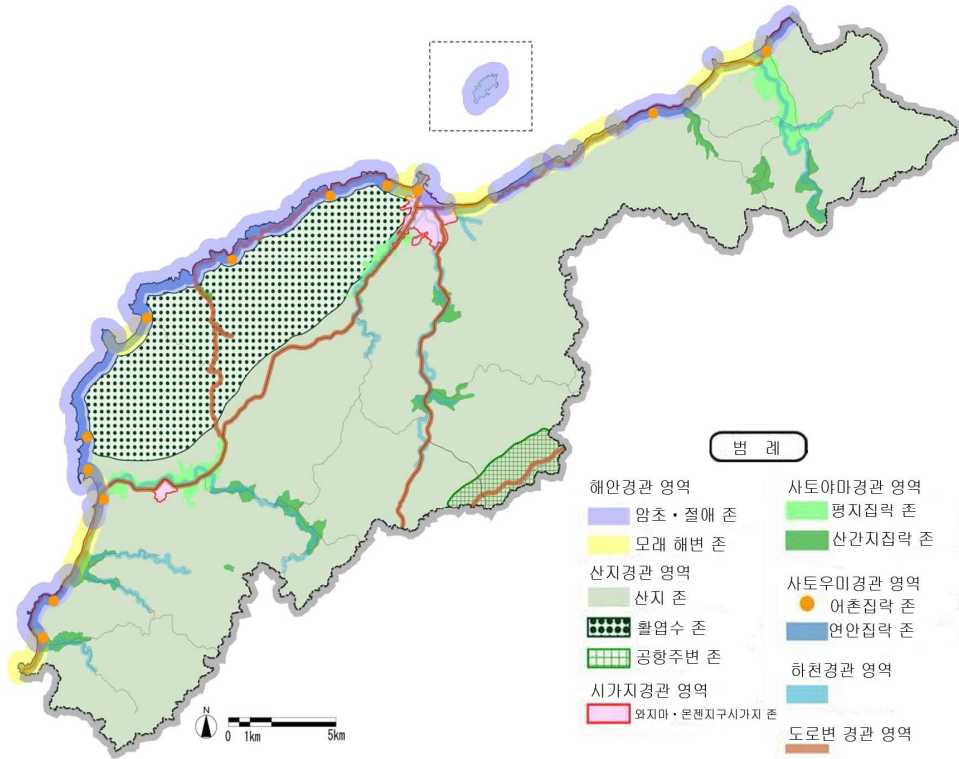 범 례
해안경관 영역
암초・절애 존
모래 해변 존
산지경관 영역
산지 존
활엽수 존
공항주변 존
시가지경관 영역
와지마・몬젠지구시가지 존
사토야마경관 영역
평지집락 존
산간지집락 존
사토우미경관 영역
어촌집락 존
연안집락 존
하천경관 영역
도로변 경관 영역
N
0 1km 5km